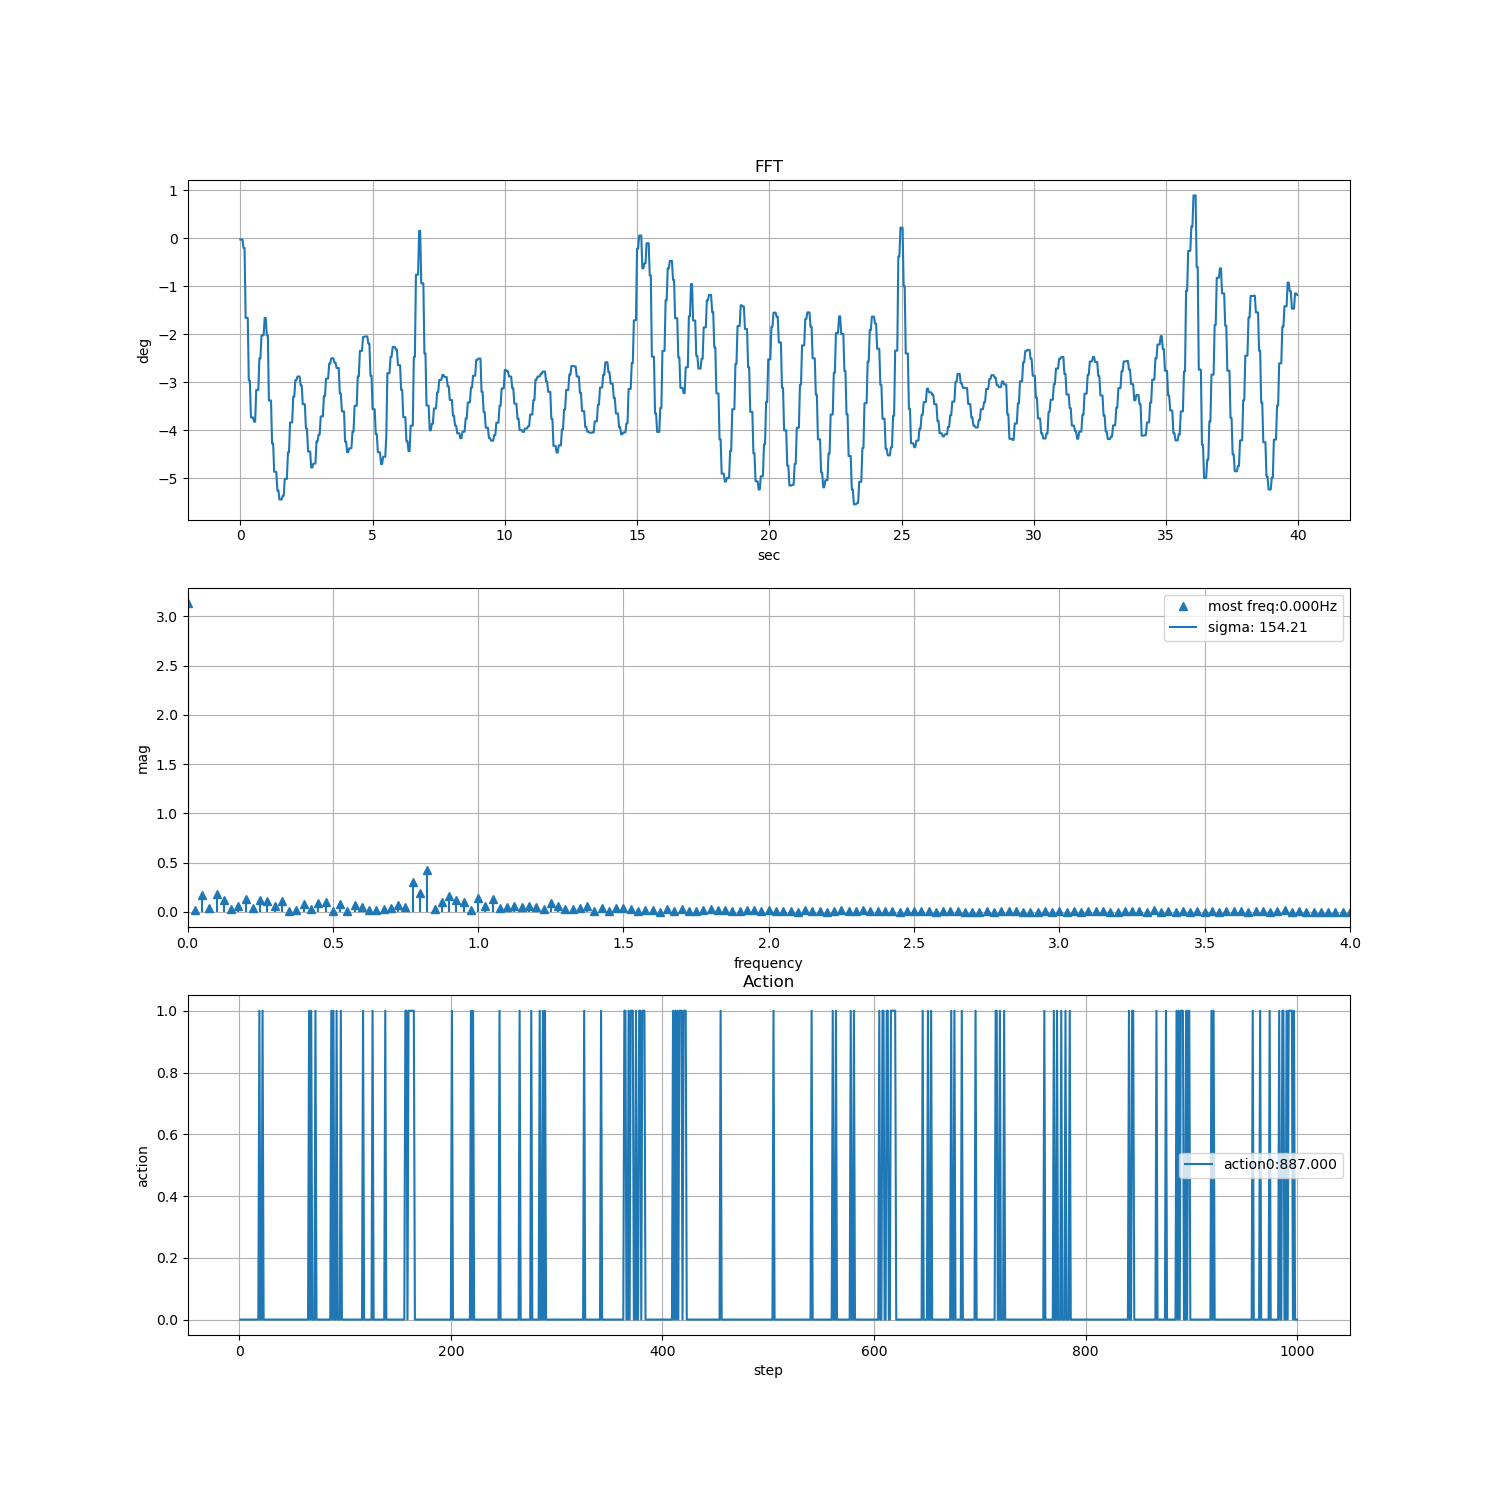 FFT
1
0
−1
−2
−3
−4
−5
deg
0 5 10 15 20 25 30 35 40
sec
3.0
2.5
2.0
1.5
1.0
0.5
0.0
mag
most freq:0.000Hz
sigma: 154.21
0.0 0.5 1.0 1.5 2.0 2.5 3.0 3.5 4.0
frequency
Action
1.0
0.8
0.6
0.4
0.2
0.0
action
action0:887.000
0 200 400 600 800 1000
step